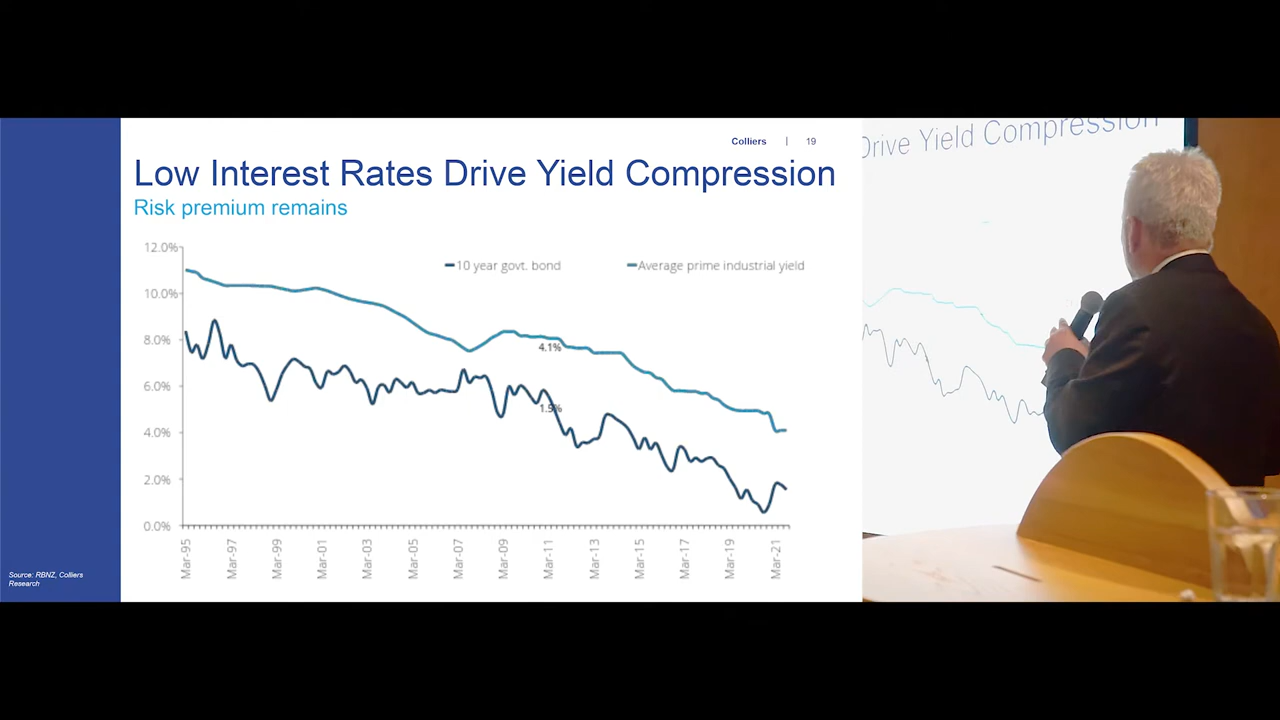 Colliers | 19
Low Interest Rates Drive Yield Compression
Risk premium remains
12.0%
10.0%
8.0%
6.0%
4.0%
2.0%
0.0%
10 year govt. bond
Average prime industrial yield
4.1%
1.5%
Mar-95
Mar-97
Mar-99
Mar-01
Mar-03
Mar-05
Mar-07
Mar-09
Mar-11
Mar-13
Mar-15
Mar-17
Mar-19
Mar-21
Source: RBNZ, Colliers
Research
Drive Yield Compression